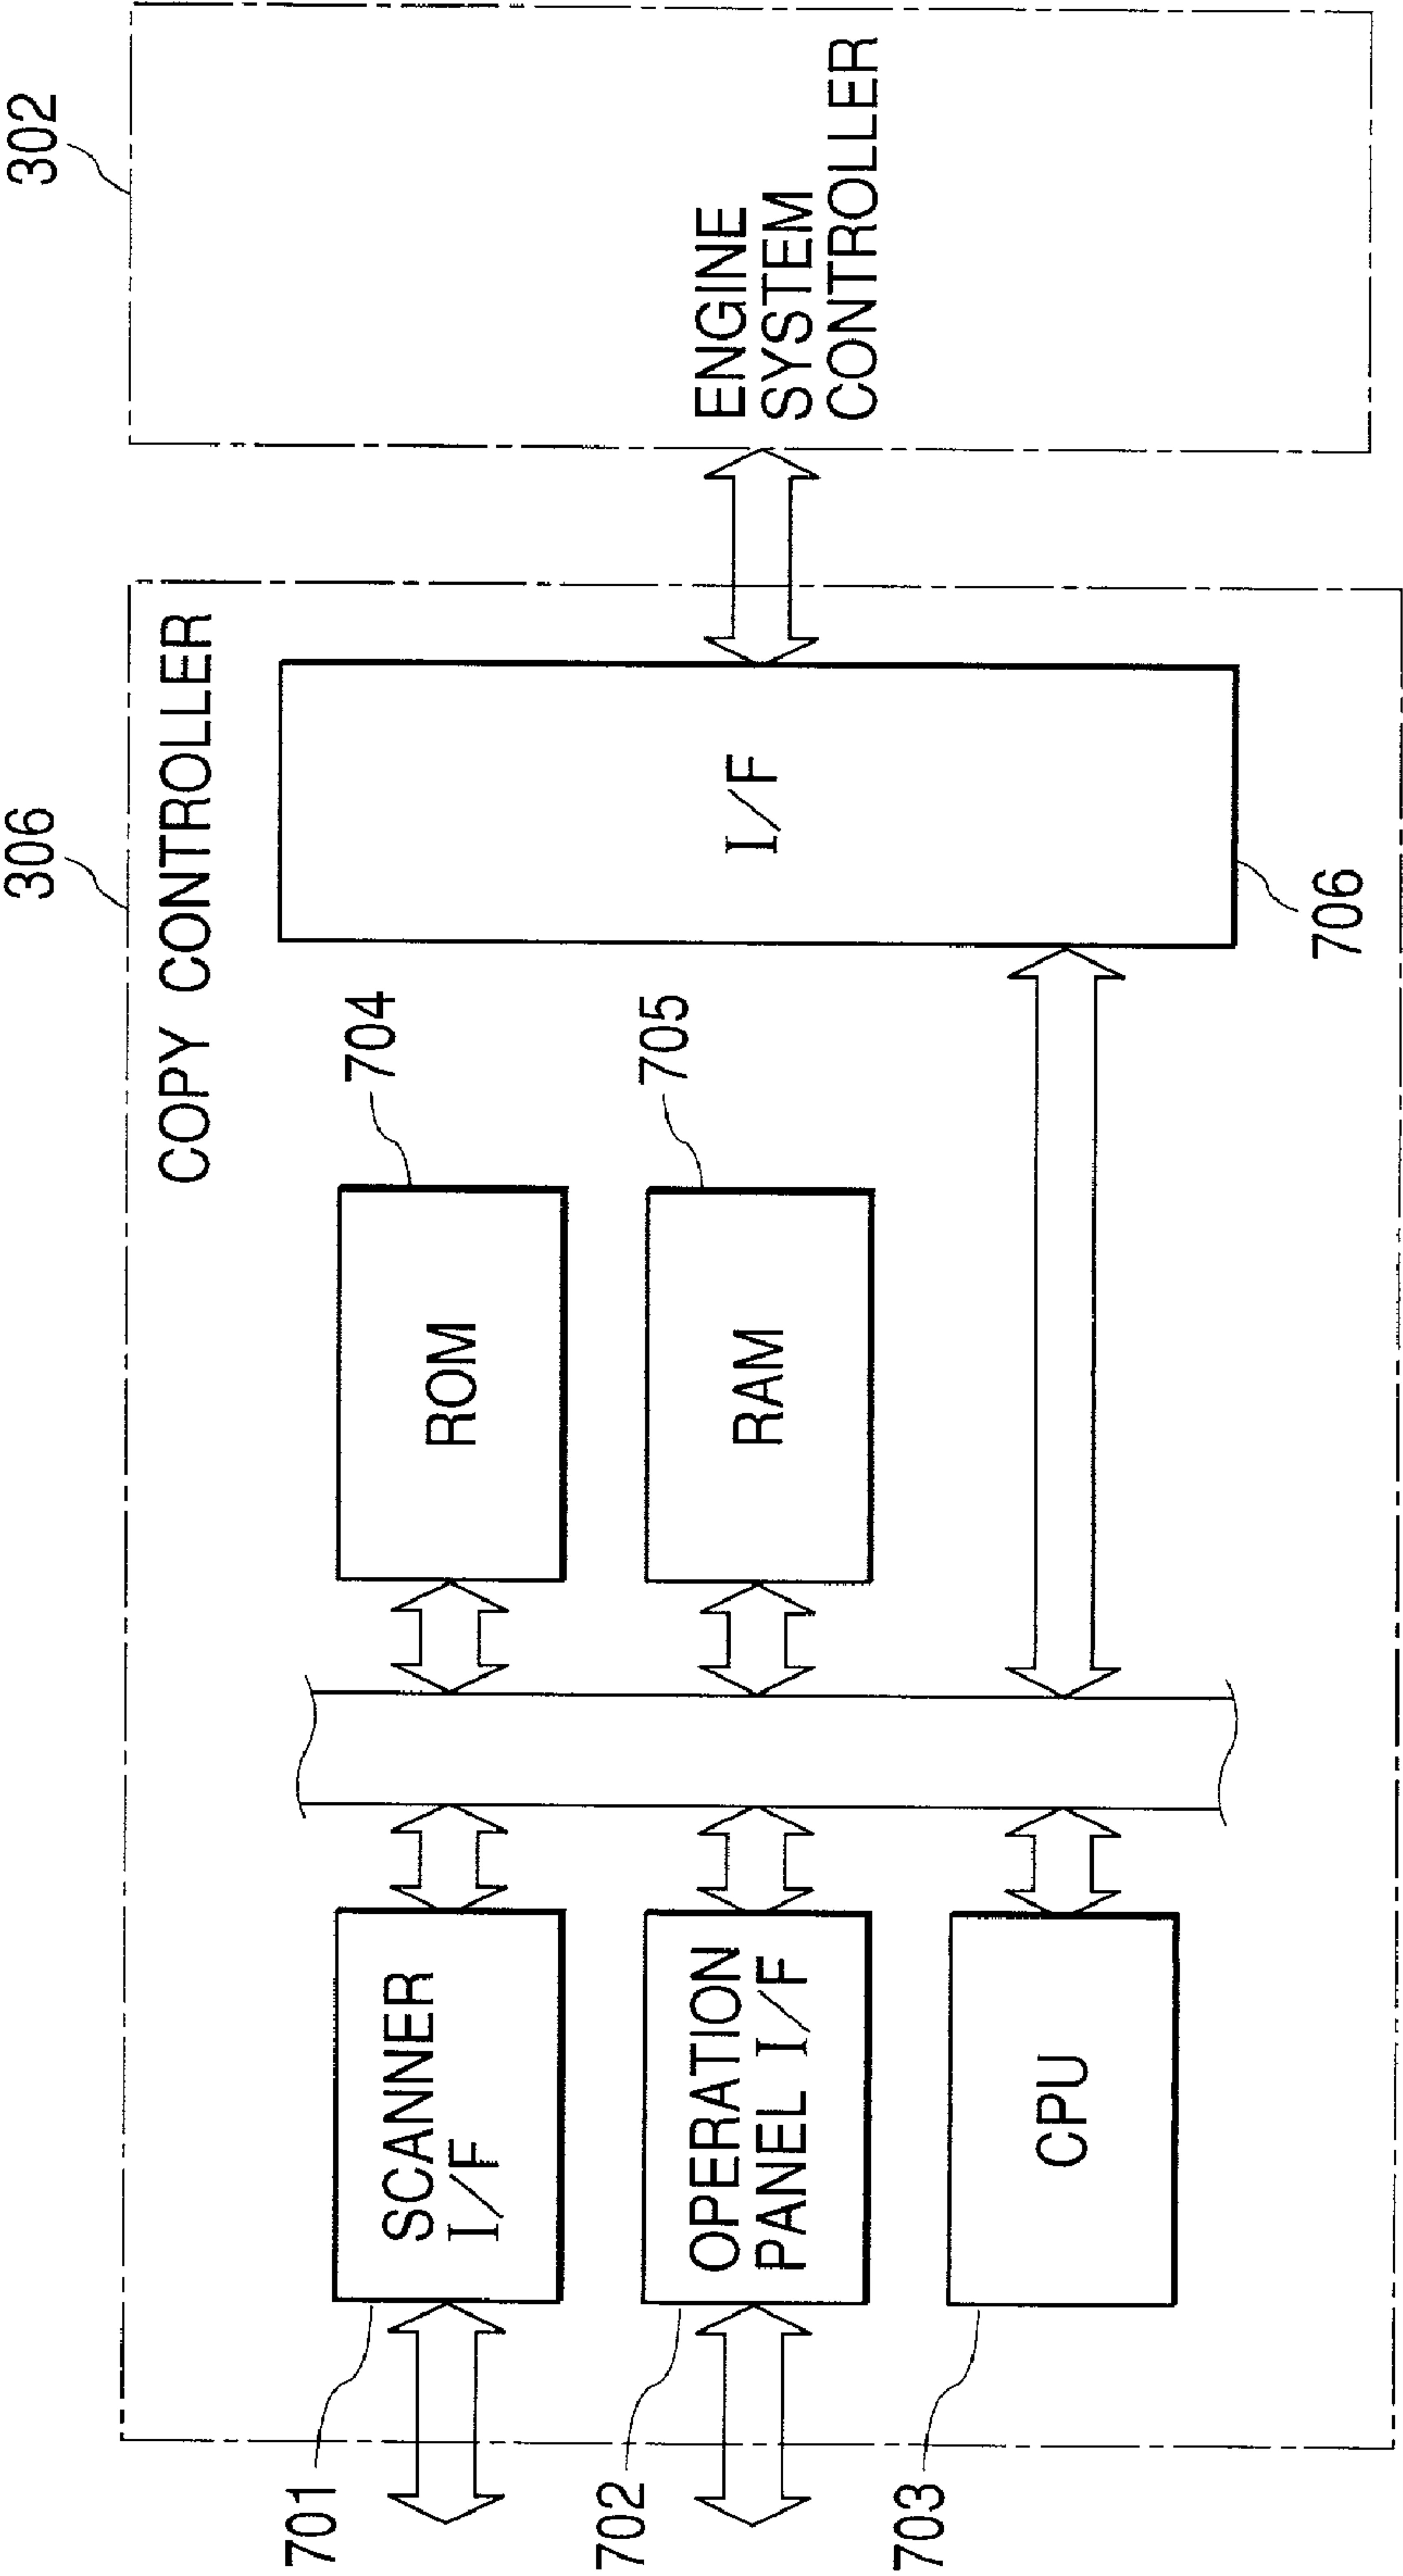 306
302
COPY CONTROLLER
701
SCANNER
I/F
ROM
704
702
OPERATION
PANEL I/F
RAM
705
I/F
ENGINE
SYSTEM
CONTROLLER
703
CPU
706